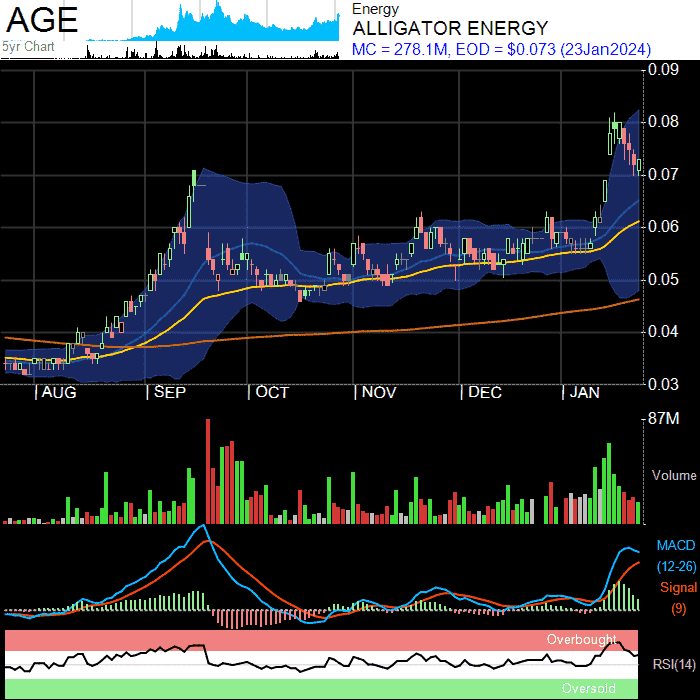 AGE
5yr Chart
Energy
ALLIGATOR ENERGY
MC = 278.1M, EOD = $0.073 (23Jan2024)
0.09
0.08
0.07
0.06
0.05
0.04
0.03
AUG SEP OCT NOV DEC JAN
87M
Volume
MACD
(12-26)
Signal
(9)
Overbought
RSI(14)
Oversold